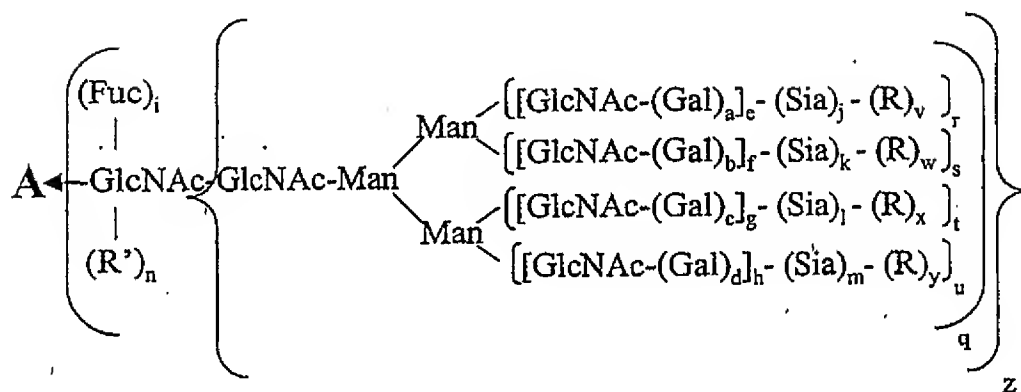 (Fuc)i
{[GlcNAc-(Gal)a]e- (Sia)j- (R)v }r
Man
{[GlcNAc-(Gal)b]f- (Sia)k- (R)w}s
A GlcNAc-GlcNAc-Man
{[GlcNAc-(Gal)c]g- (Sia)l- (R)x }t
Man
(R’)n
{[GlcNAc-(Gal)d]h- (Sia)m- (R)y}u
q
z